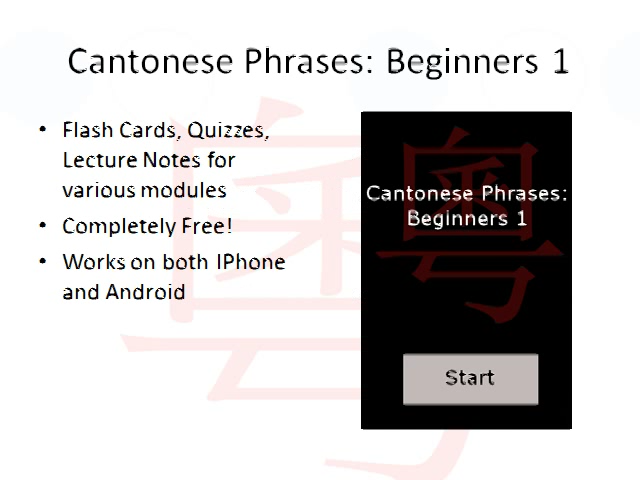 Cantonese Phrases: Beginners 1
• Flash Cards, Quizzes,
Lecture Notes for
various modules
• Completely Free!
• Works on both IPhone
and Android
粵
粵
Cantonese Phrases:
Beginners 1
Start